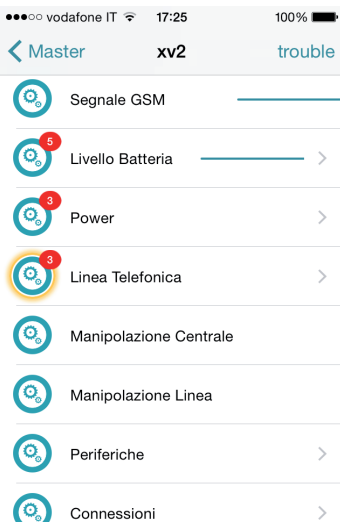 vodafone IT 17:25 100%
Master xv2 trouble
Segnale GSM
5
Livello Batteria
3
Power
3
Linea Telefonica
Manipolazione Centrale
Manipolazione Linea
Periferiche
Connessioni